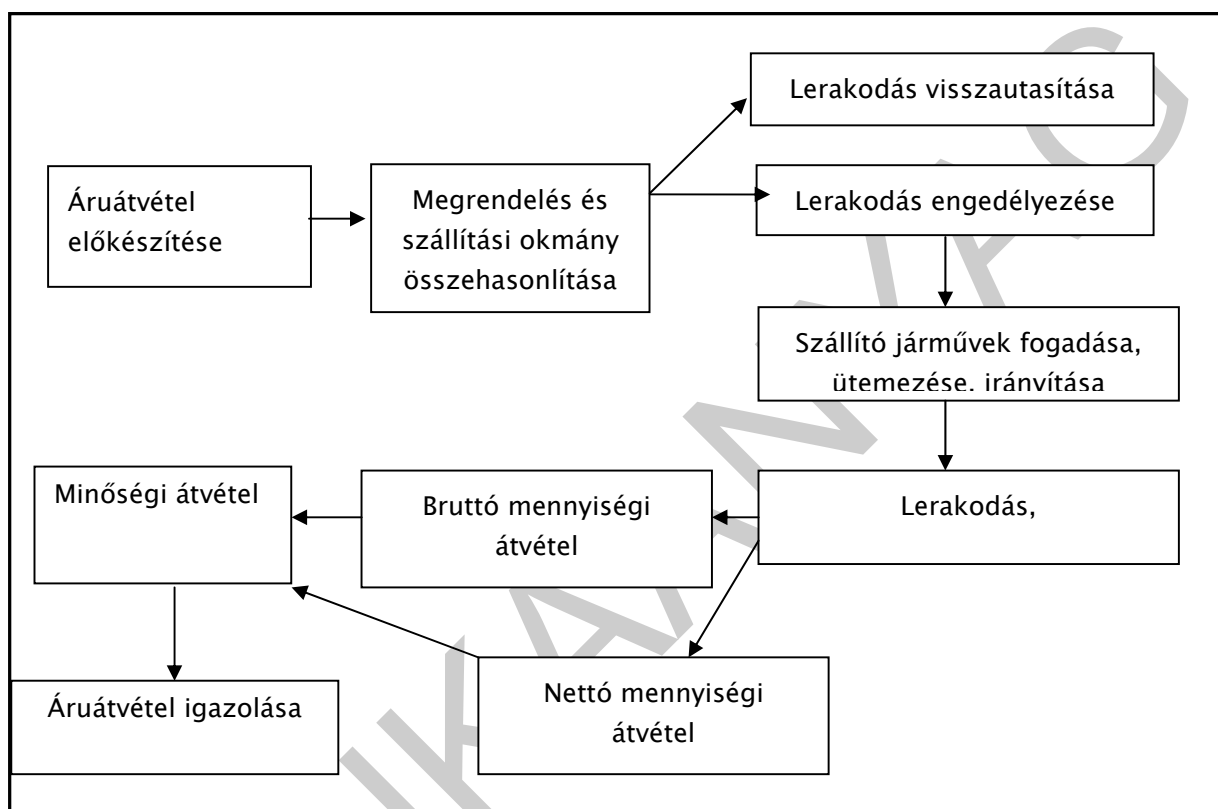 Lerakodás visszautasítása
Áruátvétel
előkészítése
Megrendelés és
szállítási okmány
összehasonlítása
Lerakodás engedélyezése
Szállító járművek fogadása,
ütemezése, irányítása
Minőségi átvétel
Bruttó mennyiségi
átvétel
Lerakodás,
Áruátvétel igazolása
Nettó mennyiségi
átvétel
IKAANYAG